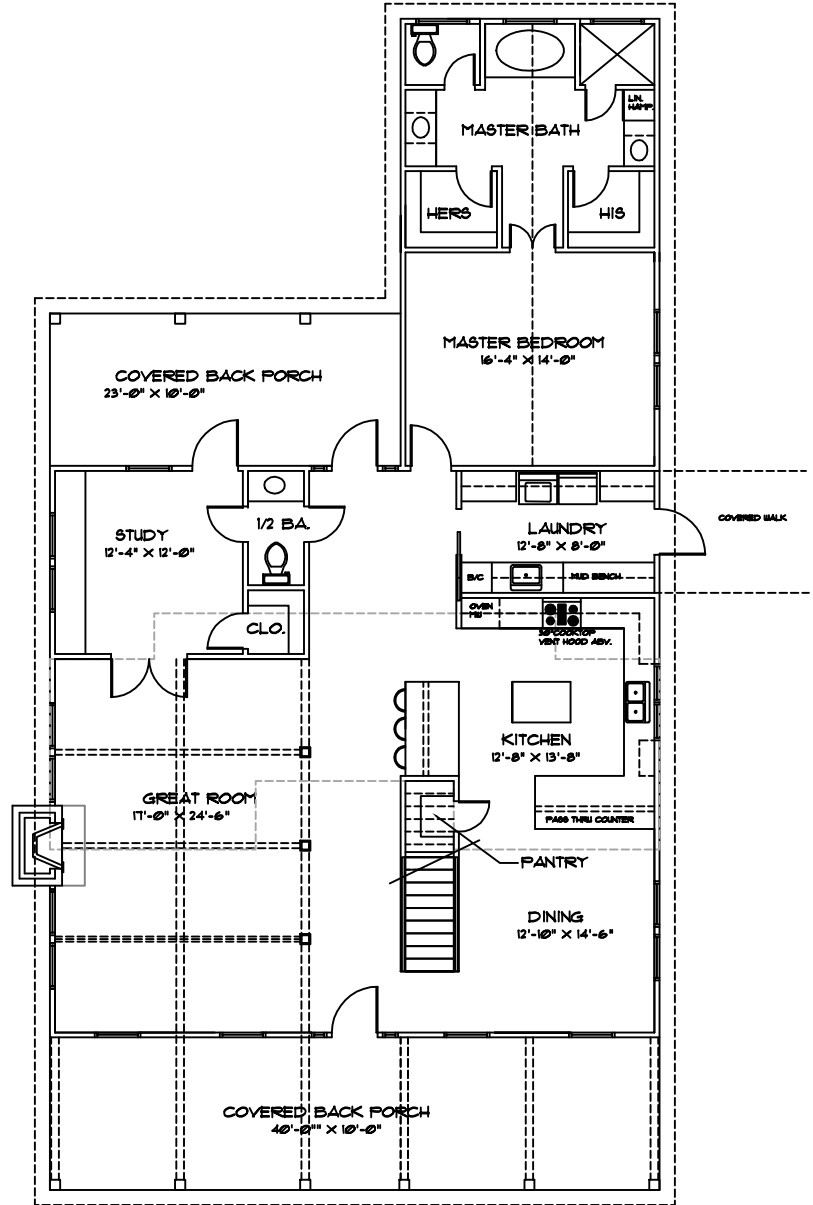 LIN.
HAMP.
MASTER BATH
HERS
HIS
MASTER BEDROOM
16'-4" X 14'-0"
COVERED BACK PORCH
23'-0" X 10'-0"
COVERED WALK
1/2 BA.
STUDY
12'-4" X 12'-0"
LAUNDRY
12'-8" X 8'-0"
B/C
MUD BENCH
OVEN
CLO.
COOKTOP
VENT HOOD ABV.
KITCHEN
12'-8" X 13'-8"
GREAT ROOM
17'-0" X 24'-6"
PASS THRU COUNTER
PANTRY
DINING
12'-10" X 14'-6"
COVERED BACK PORCH
40'-0"" X 10'-0"